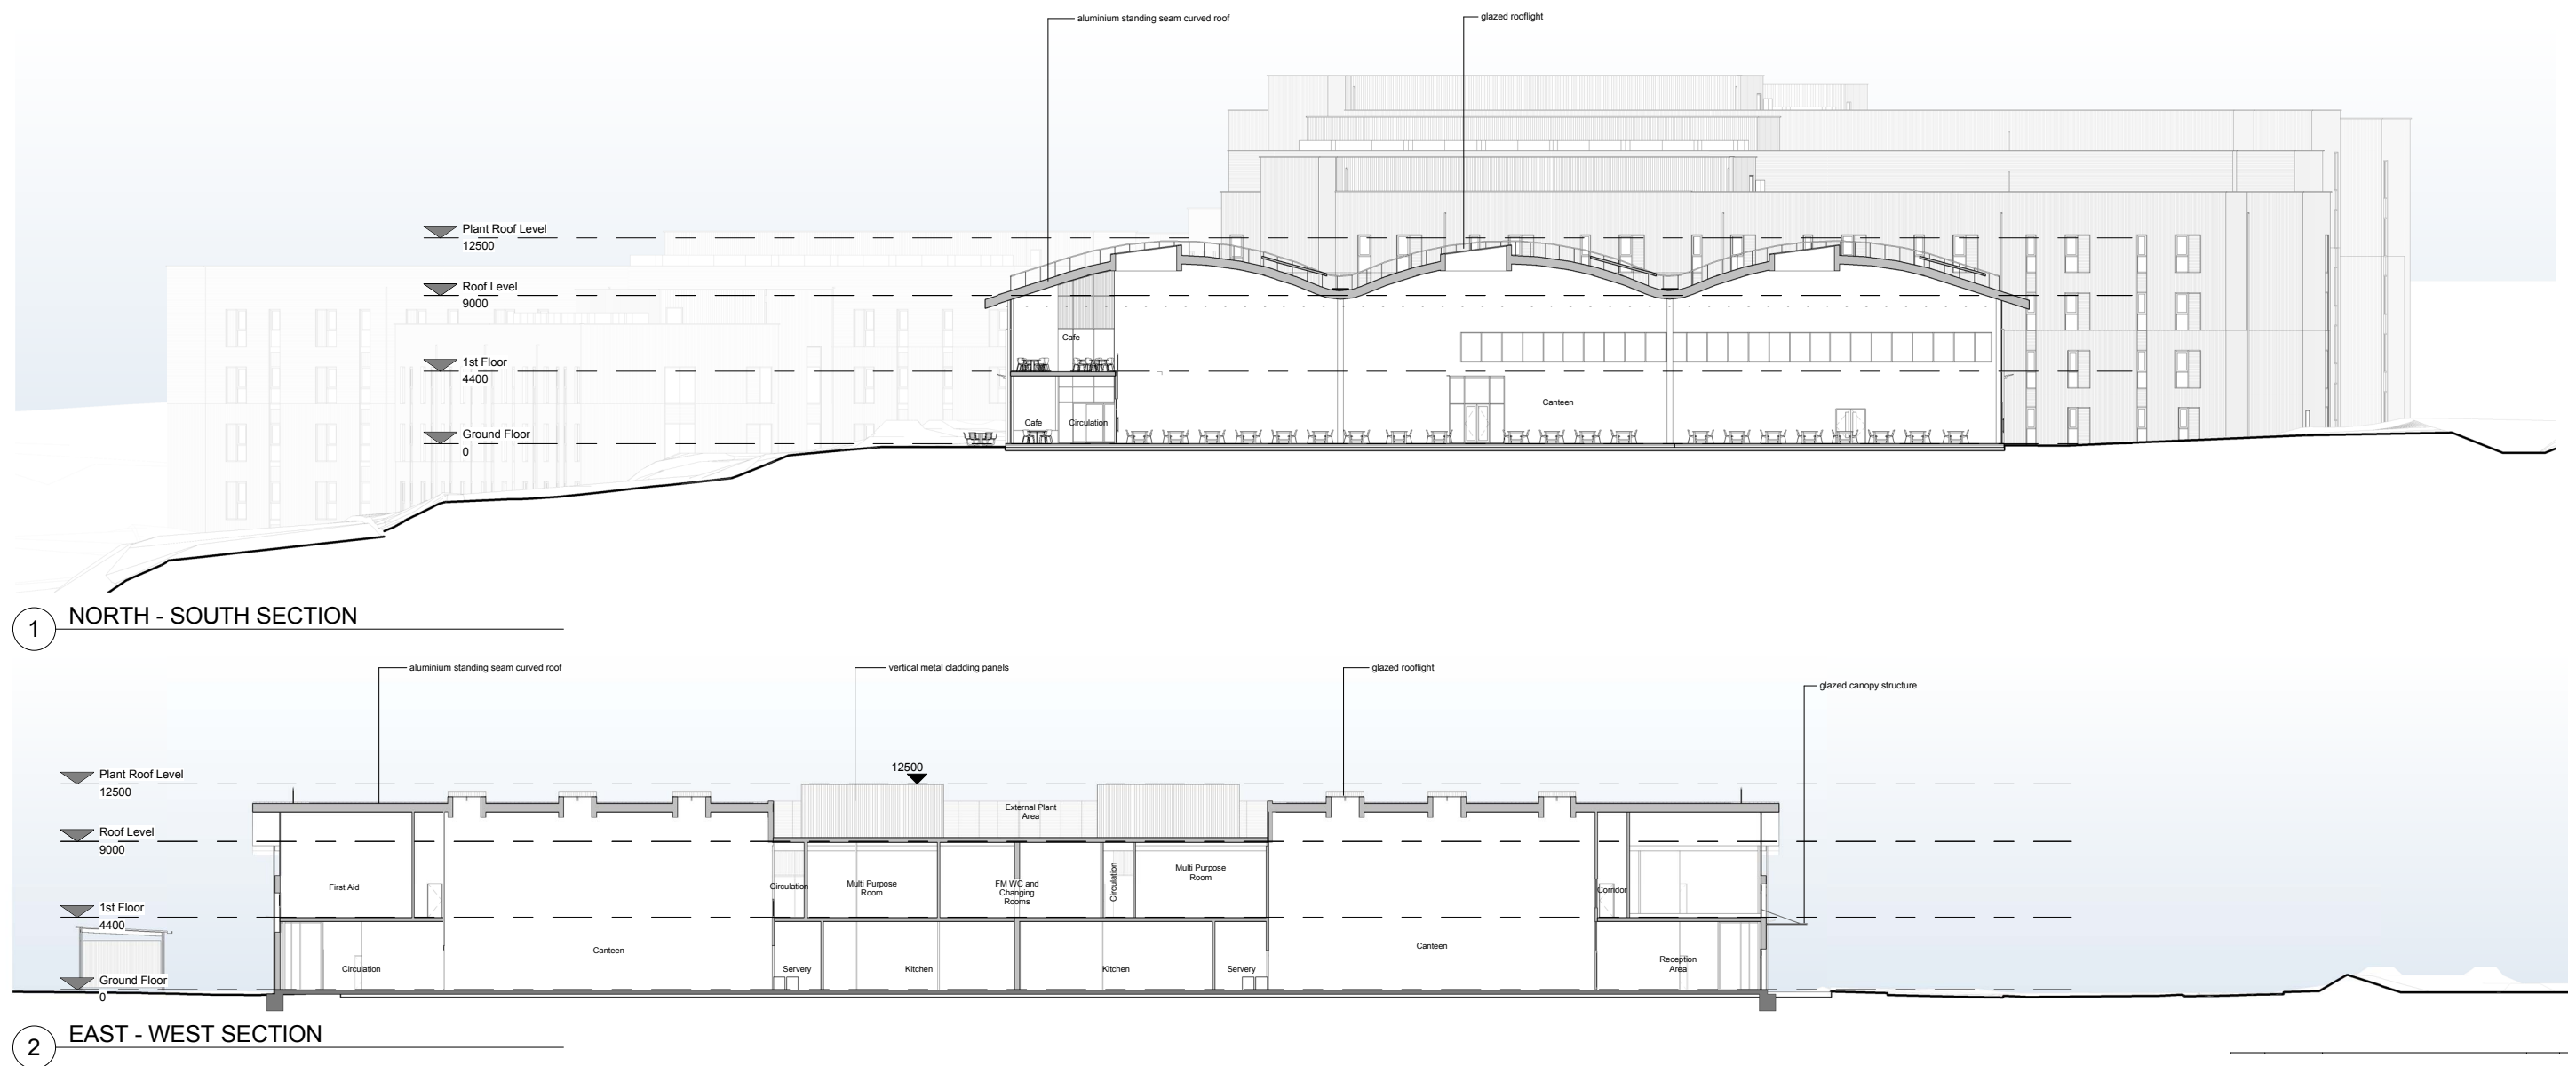 aluminium standing seam curved roof
glazed rooflight
Plant Roof Level
12500
Roof Level
9000
Cafe
1st Floor
4400
Canteen
Cafe
Circulation
Ground Floor
0
1
NORTH - SOUTH SECTION
aluminium standing seam curved roof
vertical metal cladding panels
glazed rooflight
glazed canopy structure
12500
Plant Roof Level
12500
External Plant
Area
Roof Level
9000
First Aid
Circulation
Multi Purpose
Room
FM WC and
Changing
Rooms
Circulation
Multi Purpose
Room
Corridor
1st Floor
4400
Canteen
Canteen
Circulation
Servery
Kitchen
Kitchen
Servery
Reception
Area
Ground Floor
0
2
EAST - WEST SECTION